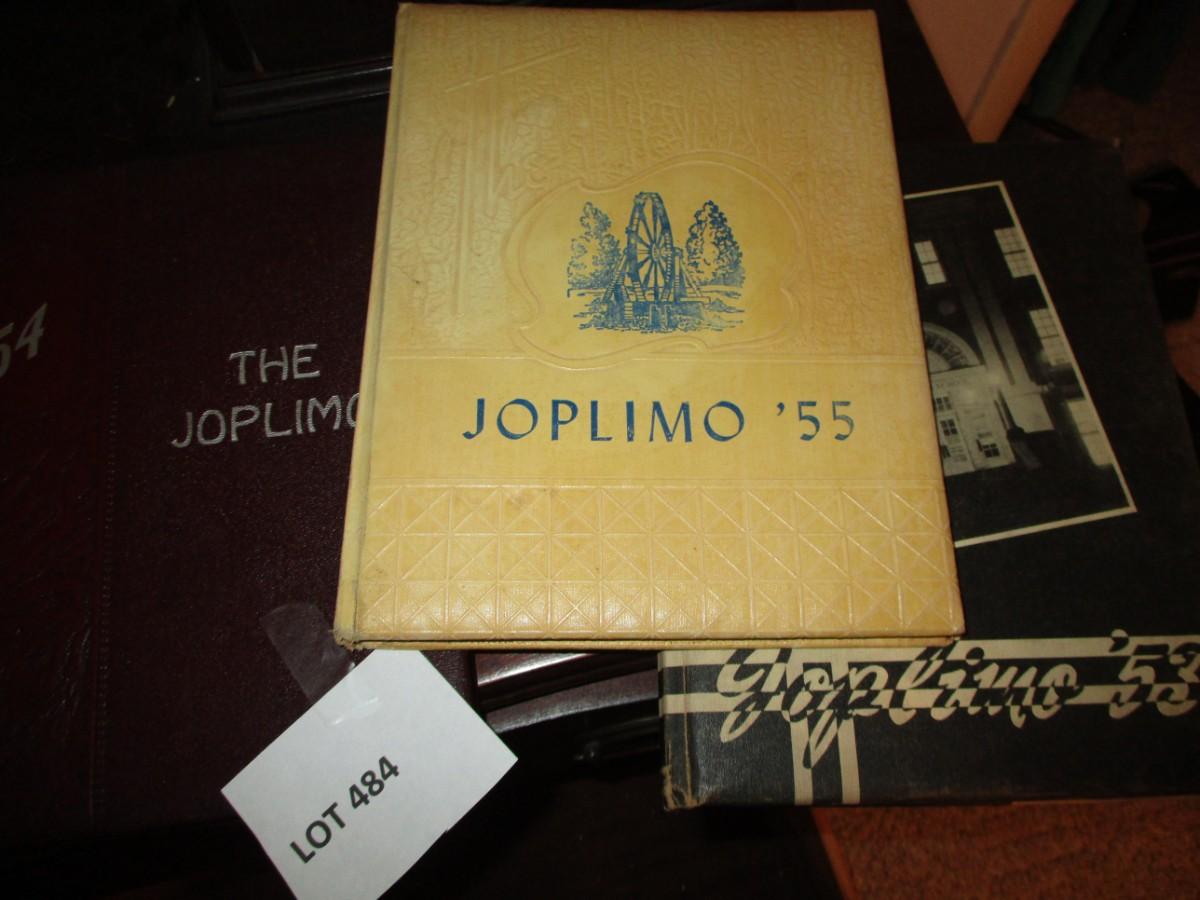 54
THE
JOPLIMO
JOPLIMO '55
Joplimo '53
LOT 484